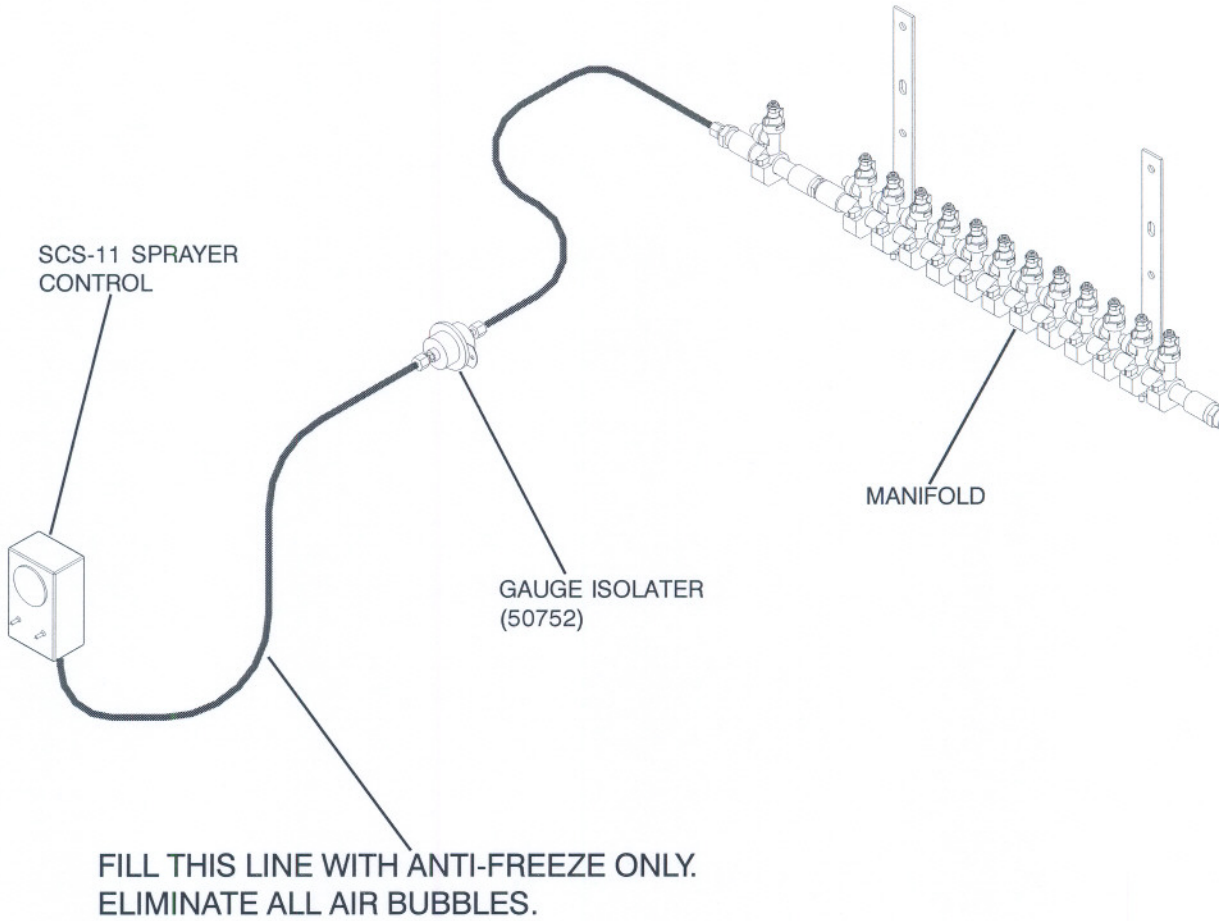 SCS-11 SPRAYER
CONTROL
MANIFOLD
GAUGE ISOLATER
(50752)
FILL THIS LINE WITH ANTI-FREEZE ONLY.
ELIMINATE ALL AIR BUBBLES.